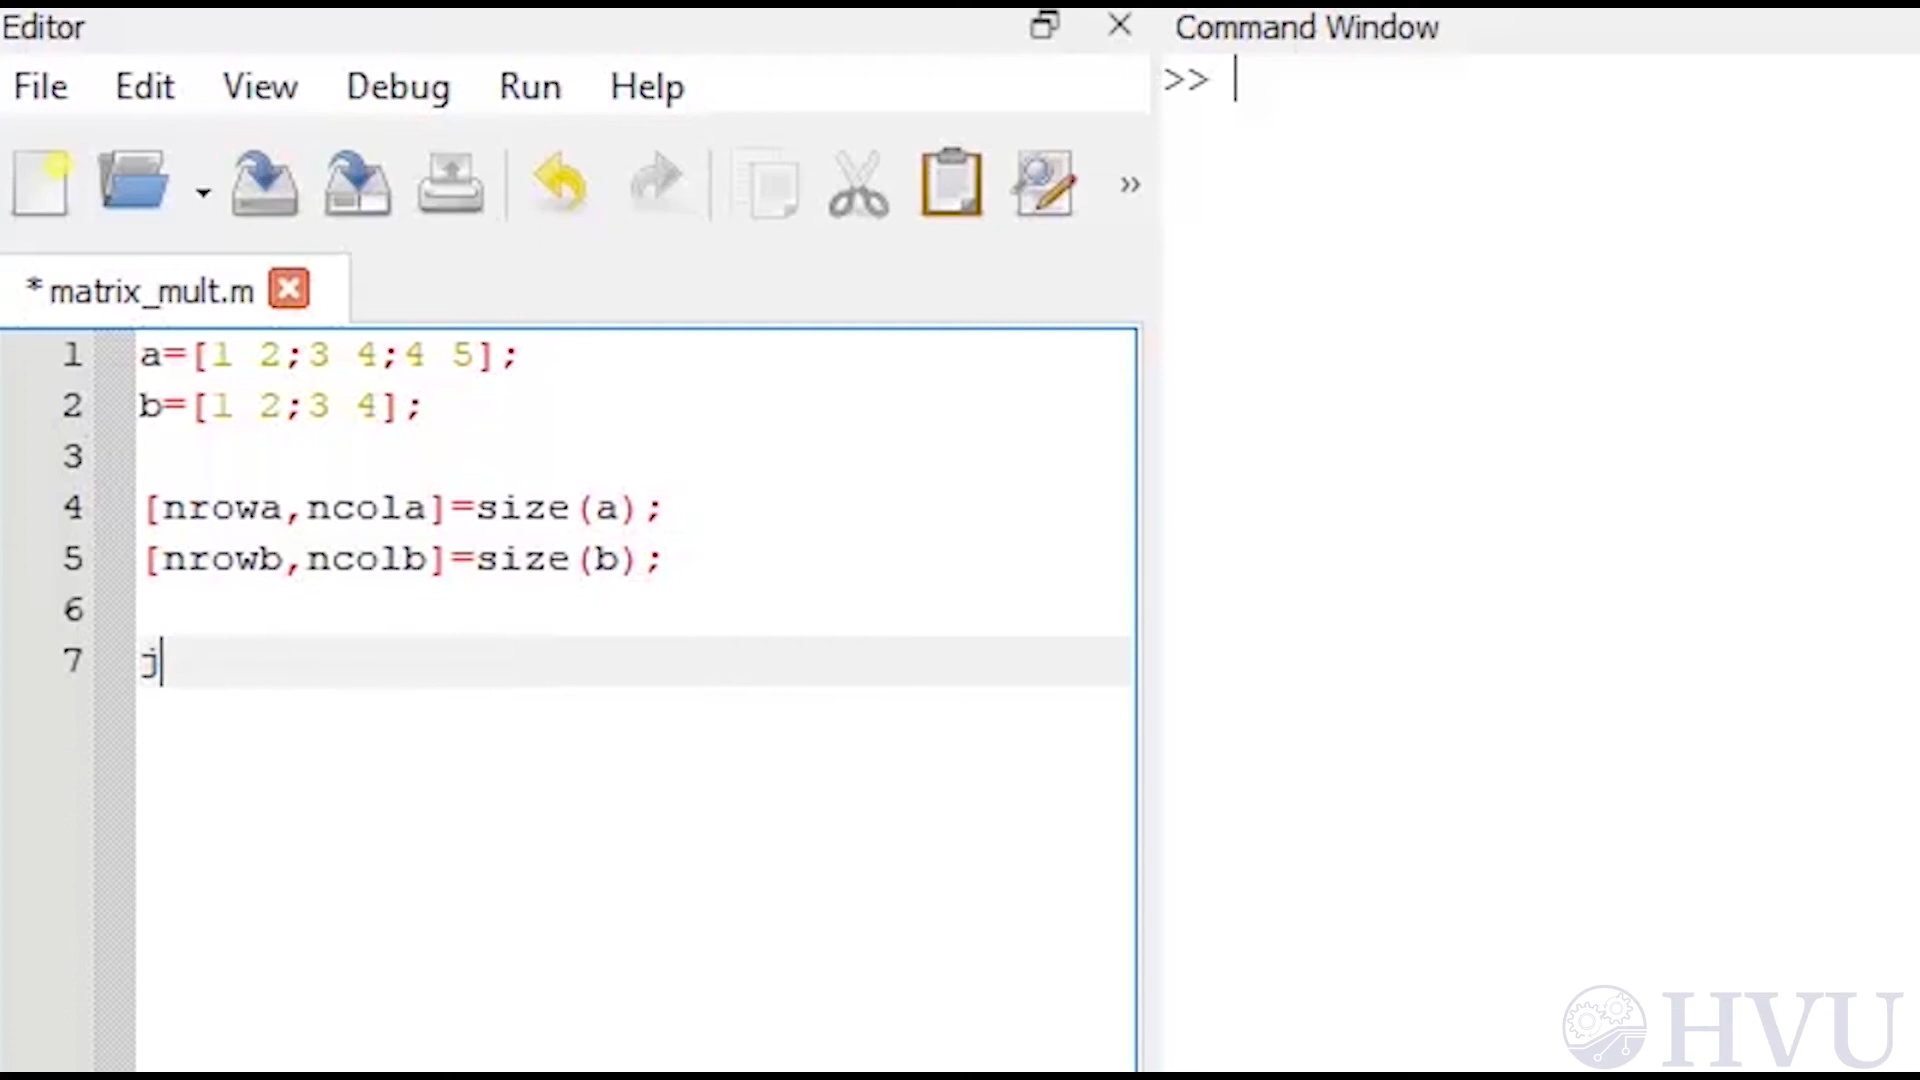 Editor
File Edit View Debug Run Help
* matrix_mult.m
1 a=[1 2;3 4;4 5];
2 b=[1 2;3 4];
3
4 [nrowa,ncola]=size(a);
5 [nrowb,ncolb]=size(b);
6
7 j
Command Window
>>
HVU